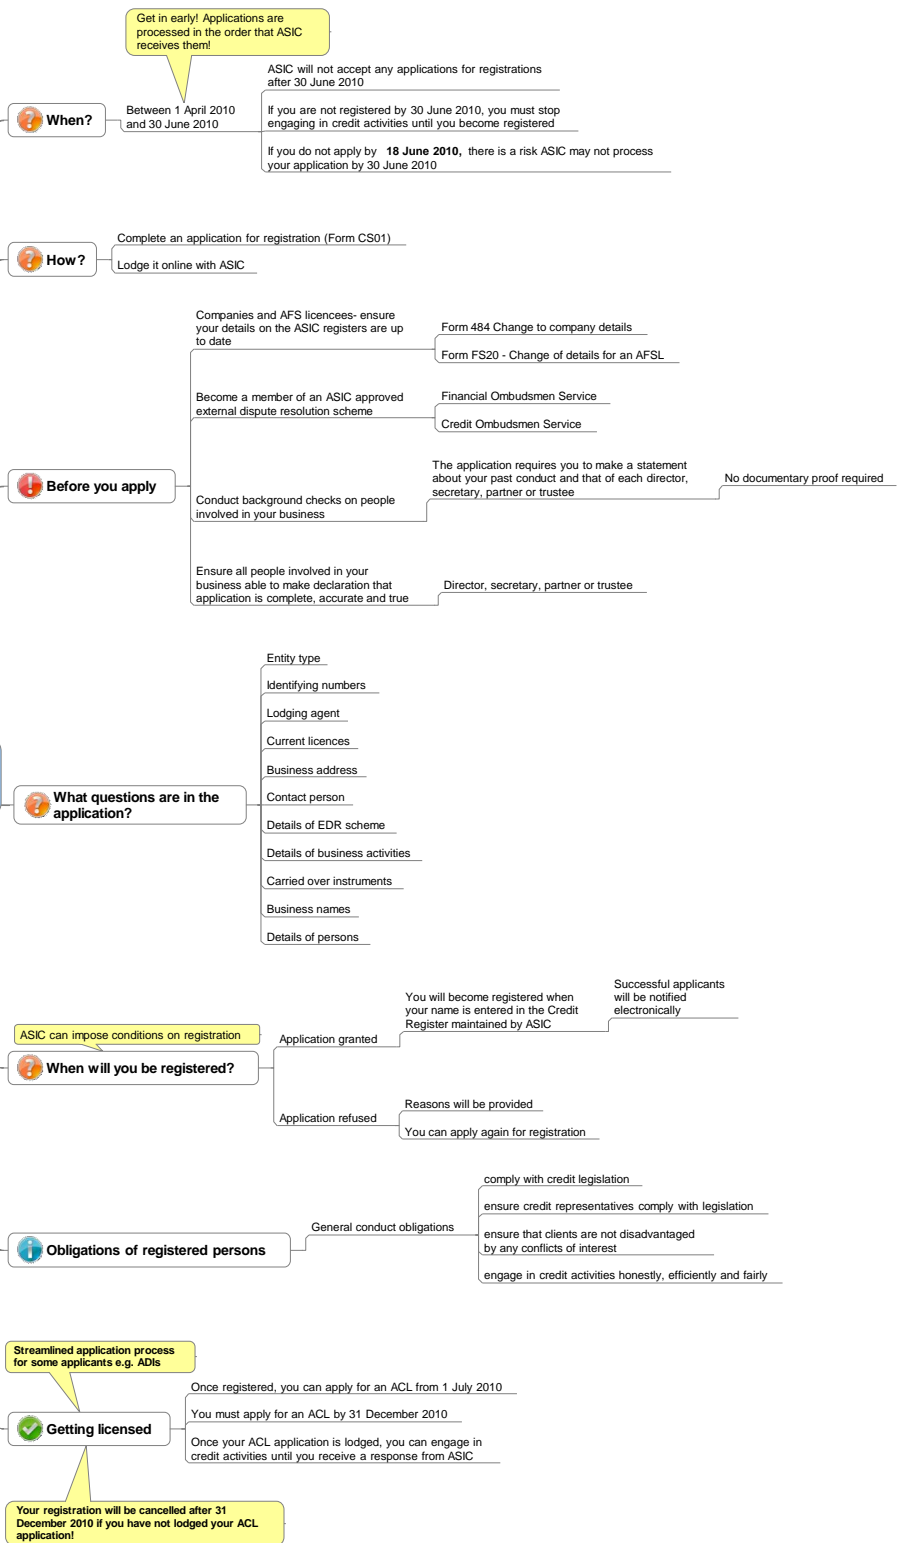 Get in early! Applications are
processed in the order that ASIC
receives them!
When?
Between 1 April 2010
and 30 June 2010
ASIC will not accept any applications for registrations
after 30 June 2010
If you are not registered by 30 June 2010, you must stop
engaging in credit activities until you become registered
If you do not apply by 18 June 2010, there is a risk ASIC may not process
your application by 30 June 2010
How?
Complete an application for registration (Form CS01)
Lodge it online with ASIC
Before you apply
Companies and AFS licencees- ensure
your details on the ASIC registers are up
to date
Form 484 Change to company details
Form FS20 - Change of details for an AFSL
Become a member of an ASIC approved
external dispute resolution scheme
Financial Ombudsmen Service
Credit Ombudsmen Service
Conduct background checks on people
involved in your business
The application requires you to make a statement
about your past conduct and that of each director,
secretary, partner or trustee
No documentary proof required
Ensure all people involved in your
business able to make declaration that
application is complete, accurate and true
Director, secretary, partner or trustee
What questions are in the
application?
Entity type
Identifying numbers
Lodging agent
Current licences
Business address
Contact person
Details of EDR scheme
Details of business activities
Carried over instruments
Business names
Details of persons
ASIC can impose conditions on registration
When will you be registered?
Application granted
You will become registered when
your name is entered in the Credit
Register maintained by ASIC
Successful applicants
will be notified
electronically
Application refused
Reasons will be provided
You can apply again for registration
Obligations of registered persons
General conduct obligations
comply with credit legislation
ensure credit representatives comply with legislation
ensure that clients are not disadvantaged
by any conflicts of interest
engage in credit activities honestly, efficiently and fairly
Streamlined application process
for some applicants e.g. ADIs
Getting licensed
Once registered, you can apply for an ACL from 1 July 2010
You must apply for an ACL by 31 December 2010
Once your ACL application is lodged, you can engage in
credit activities until you receive a response from ASIC
Your registration will be cancelled after 31
December 2010 if you have not lodged your ACL
application!